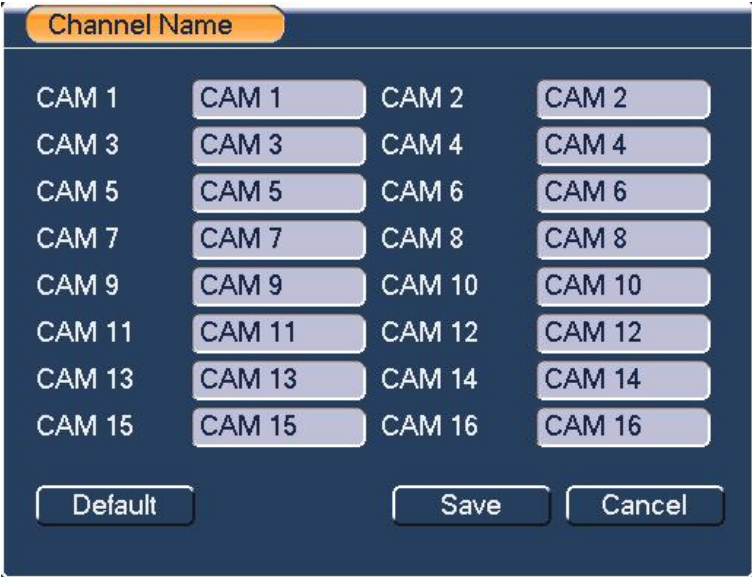 Channel Name
CAM 1 CAM 1 CAM 2 CAM 2
CAM 3 CAM 3 CAM 4 CAM 4
CAM 5 CAM 5 CAM 6 CAM 6
CAM 7 CAM 7 CAM 8 CAM 8
CAM 9 CAM 9 CAM 10 CAM 10
CAM 11 CAM 11 CAM 12 CAM 12
CAM 13 CAM 13 CAM 14 CAM 14
CAM 15 CAM 15 CAM 16 CAM 16
Default Save Cancel